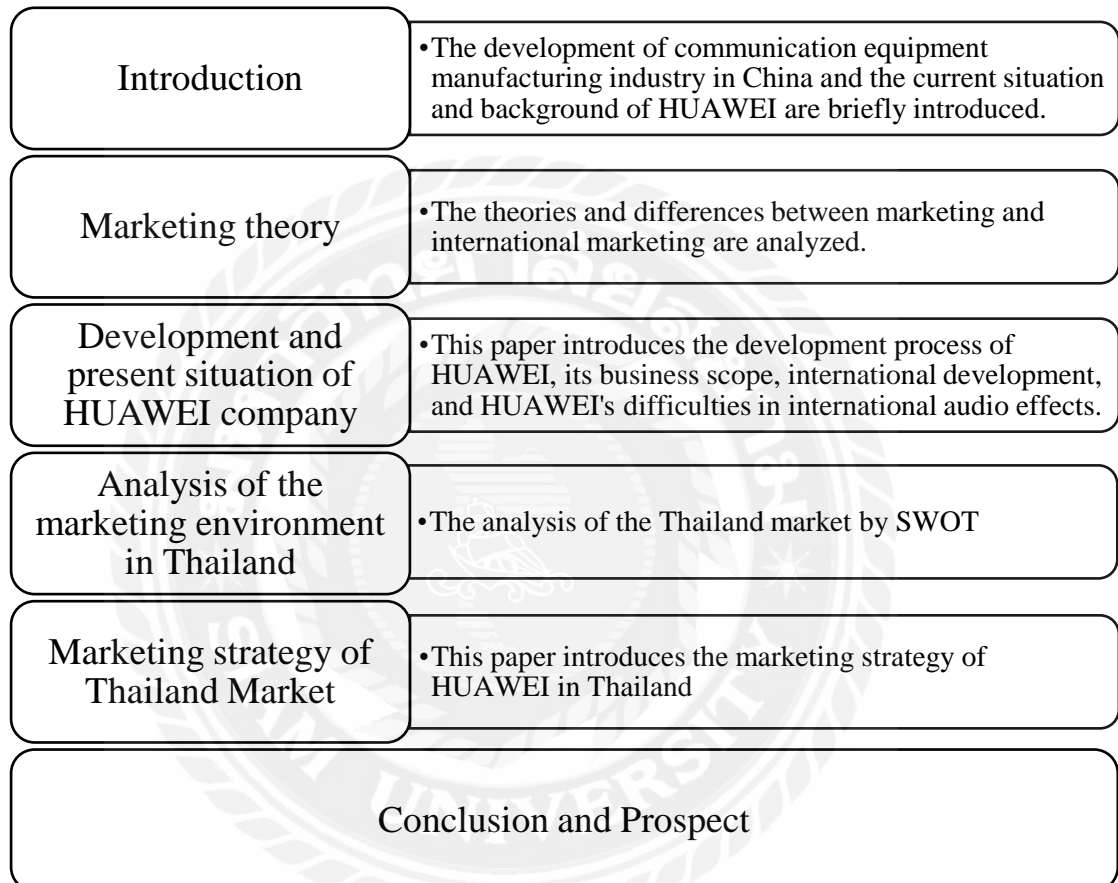 Introduction
•The development of communication equipment
manufacturing industry in China and the current situation
and background of HUAWEI are briefly introduced.
Marketing theory
•The theories and differences between marketing and
international marketing are analyzed.
Development and
present situation of
HUAWEI company
•This paper introduces the development process of
HUAWEI, its business scope, international development,
and HUAWEI's difficulties in international audio effects.
Analysis of the
marketing environment
in Thailand
•The analysis of the Thailand market by SWOT
Marketing strategy of
Thailand Market
•This paper introduces the marketing strategy of
HUAWEI in Thailand
Conclusion and Prospect
SIAM UNIVERSITY